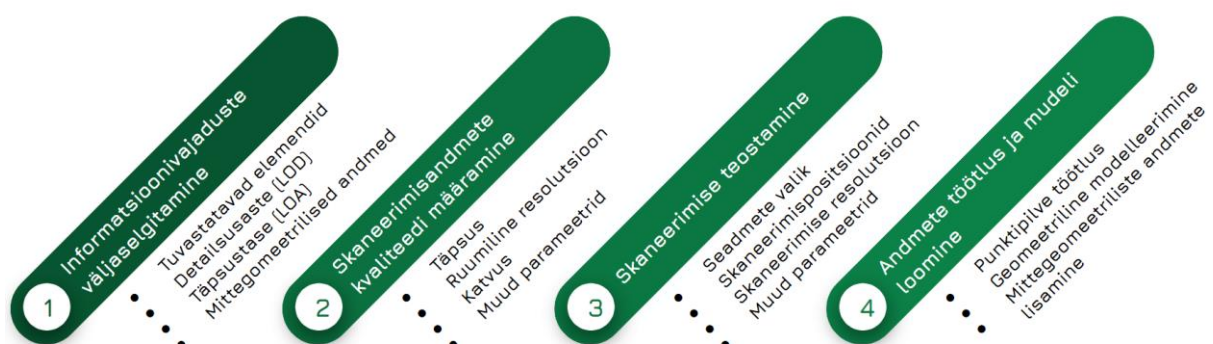 1
Informatsioonivajaduste
väljaselgitamine
Tuvastatavad elemendid
Detailsusaste (LOD)
Täpsustase (LOA)
Mittegomeetrilised andmed
2
Skaneerimisandmete
kvaliteedi määramine
Täpsus
Ruumiline resolutsioon
Katvus
Muud parameetrid
3
Skaneerimise teostamine
Seadmete valik
Skaneerimispositsioonid
Skaneerimise resolutsioon
Muud parameetrid
4
Andmete töötlus ja mudeli
loomine
Punktipilve töötlus
Geomeetriline modelleerimine
Mittegeomeetriliste andmete
lisamine